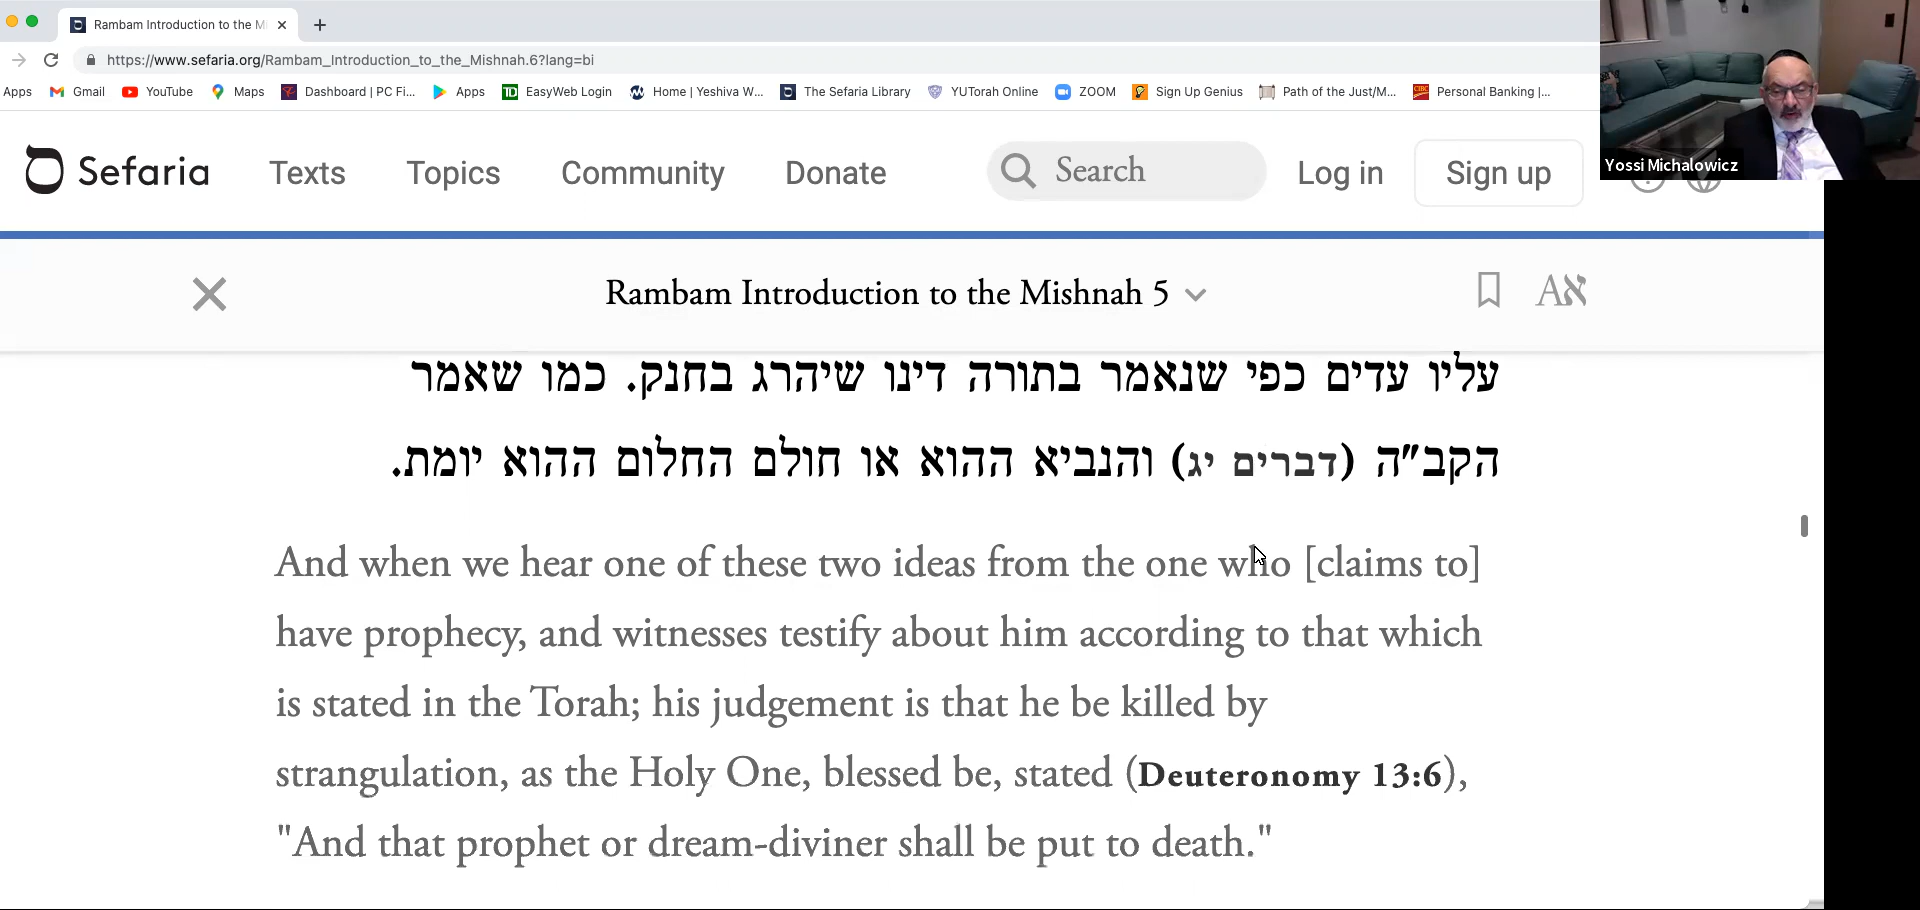 Rambam Introduction to the M
https://www.sefaria.org/Rambam_Introduction_to_the_Mishnah.6?lang=bi
Apps Gmail YouTube Maps Dashboard | PC Fi... Apps EasyWeb Login Home | Yeshiva W... The Sefaria Library YUTorah Online ZOOM Sign Up Genius Path of the Just/M... Personal Banking |...
Yossi Michalowicz
Sefaria Texts Topics Community Donate Search Log in Sign up
Rambam Introduction to the Mishnah 5
עליו עדים כפי שנאמר בתורה דינו שיהרג בחנק. כמו שאמר
הקב״ה (דברים יג) והנביא ההוא או חולם החלום ההוא יומת.
And when we hear one of these two ideas from the one who [claims to]
have prophecy, and witnesses testify about him according to that which
is stated in the Torah; his judgement is that he be killed by
strangulation, as the Holy One, blessed be, stated (Deuteronomy 13:6),
"And that prophet or dream-diviner shall be put to death."